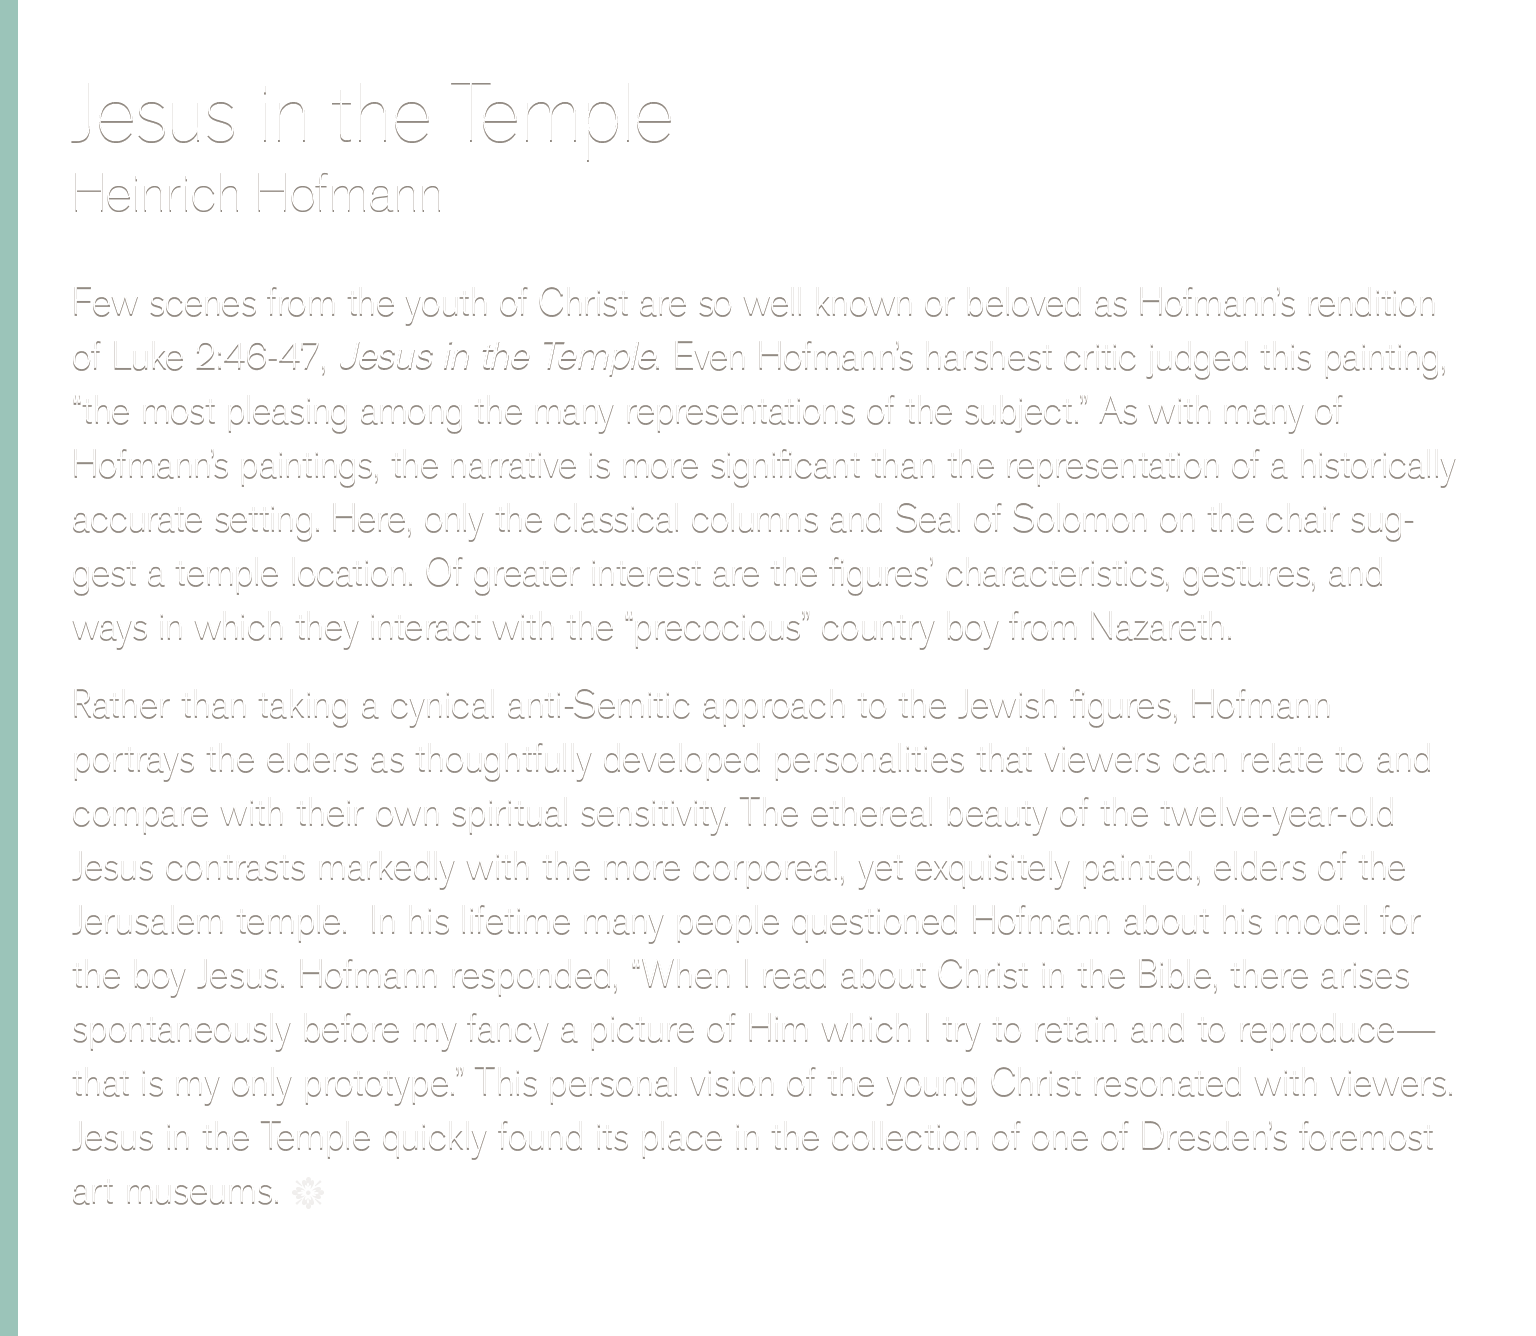 Jesus in the Temple
Heinrich Hofmann
Few scenes from the youth of Christ are so well known or beloved as Hofmann’s rendition
of Luke 2:46-47, Jesus in the Temple. Even Hofmann’s harshest critic judged this painting,
“the most pleasing among the many representations of the subject.” As with many of
Hofmann’s paintings, the narrative is more significant than the representation of a historically
accurate setting. Here, only the classical columns and Seal of Solomon on the chair sug-
gest a temple location. Of greater interest are the figures’ characteristics, gestures, and
ways in which they interact with the “precocious” country boy from Nazareth.
Rather than taking a cynical anti-Semitic approach to the Jewish figures, Hofmann
portrays the elders as thoughtfully developed personalities that viewers can relate to and
compare with their own spiritual sensitivity. The ethereal beauty of the twelve-year-old
Jesus contrasts markedly with the more corporeal, yet exquisitely painted, elders of the
Jerusalem temple.  In his lifetime many people questioned Hofmann about his model for
the boy Jesus. Hofmann responded, “When I read about Christ in the Bible, there arises
spontaneously before my fancy a picture of Him which I try to retain and to reproduce—
that is my only prototype.” This personal vision of the young Christ resonated with viewers.
Jesus in the Temple quickly found its place in the collection of one of Dresden’s foremost
art museums.